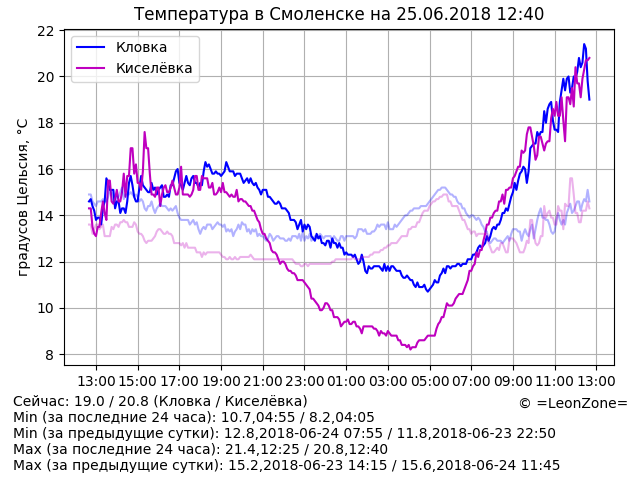 Температура в Смоленске на 25.06.2018 12:40
градусов Цельсия, °C
Кловка
Киселёвка
22
20
18
16
14
12
10
8
13:00 15:00 17:00 19:00 21:00 23:00 01:00 03:00 05:00 07:00 09:00 11:00 13:00
Сейчас: 19.0 / 20.8 (Кловка / Киселёвка)
© =LeonZone=
Min (за последние 24 часа): 10.7,04:55 / 8.2,04:05
Min (за предыдущие сутки): 12.8,2018-06-24 07:55 / 11.8,2018-06-23 22:50
Max (за последние 24 часа): 21.4,12:25 / 20.8,12:40
Max (за предыдущие сутки): 15.2,2018-06-23 14:15 / 15.6,2018-06-24 11:45